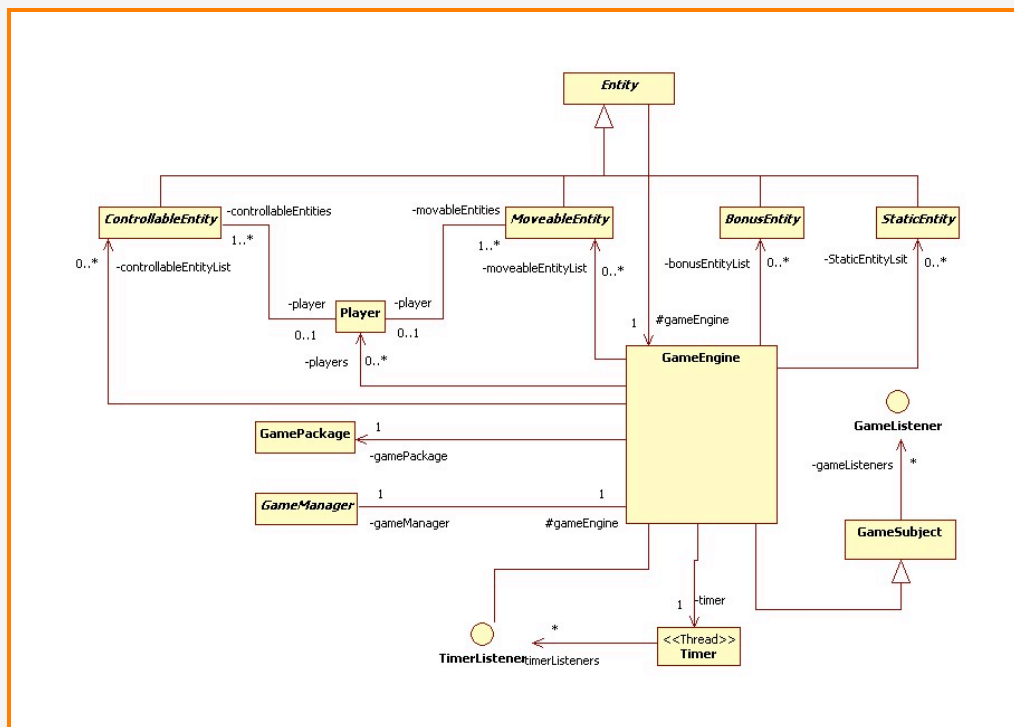 Entity
ControllableEntity
-controllableEntities
-movableEntities
MoveableEntity
BonusEntity
StaticEntity
1..*
1..*
0..*
-controllableEntityList
-moveableEntityList
0..*
-bonusEntityList
0..*
-StaticEntityLsit
0..*
-player
Player
-player
0..1
0..1
1
#gameEngine
-players
0..*
GameEngine
GamePackage
1
-gamePackage
GameListener
-gameListeners
*
GameManager
1
1
-gameManager
#gameEngine
GameSubject
-timer
1
*
<<Thread>>
Timer
TimerListener
-timerListeners